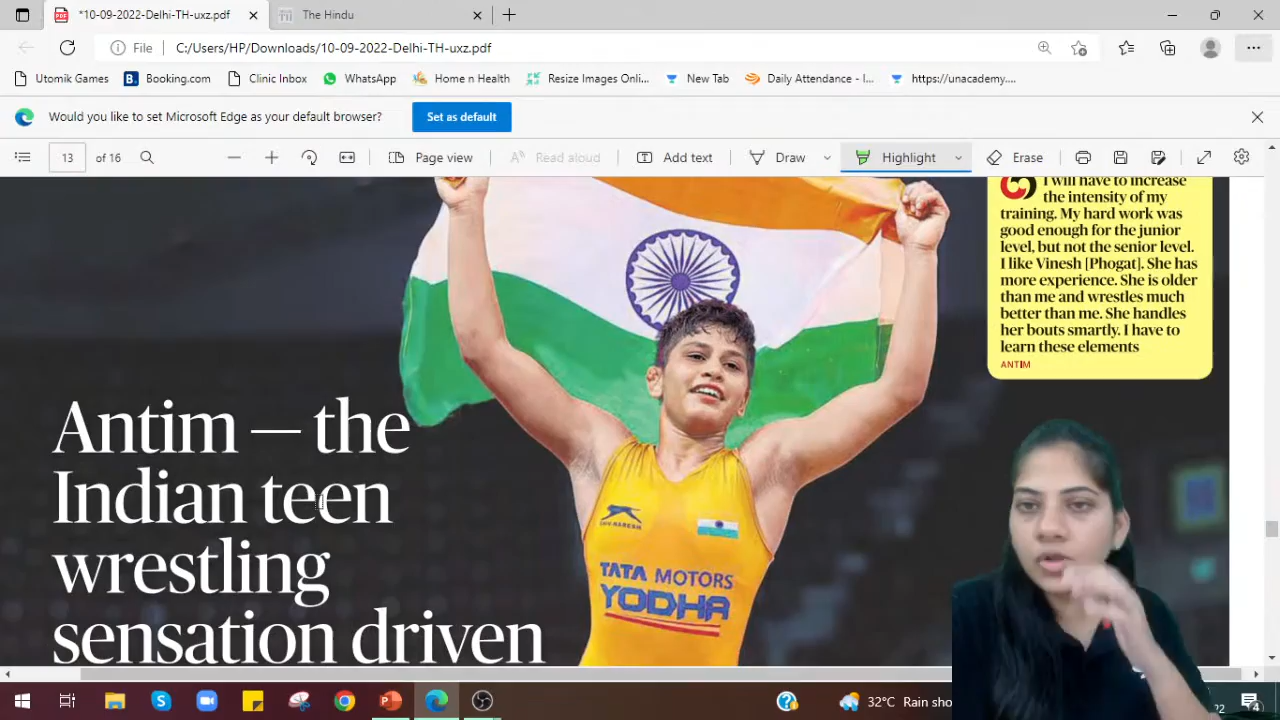 *10-09-2022-Delhi-TH-uxz.pdf
The Hindu
File
C:/Users/HP/Downloads/10-09-2022-Delhi-TH-uxz.pdf
Utomik Games
Booking.com
Clinic Inbox
WhatsApp
Home n Health
Resize Images Onli...
New Tab
Daily Attendance - I...
https://unacademy....
Would you like to set Microsoft Edge as your default browser?
Set as default
13 of 16
Page view
Read aloud
Add text
Draw
Highlight
Erase
I will have to increase
the intensity of my
training. My hard work was
good enough for the junior
level, but not the senior level.
I like Vinesh [Phogat]. She has
more experience. She is older
than me and wrestles much
better than me. She handles
her bouts smartly. I have to
learn these elements
ANTIM
Antim — the
Indian teen
wrestling
sensation driven
SHIV-NARESH
TATA MOTORS
YODHA
32°C Rain sho
22
4